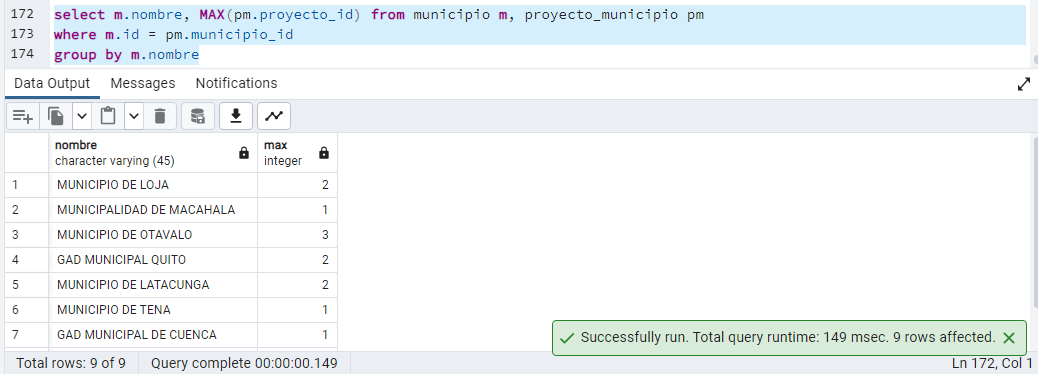 172 select m.nombre, MAX(pm.proyecto_id) from municipio m, proyecto_municipio pm
173 where m.id = pm.municipio_id
174 group by m.nombre
Data Output Messages Notifications
nombre max
character varying (45) integer
1 MUNICIPIO DE LOJA 2
2 MUNICIPALIDAD DE MACAHALA 1
3 MUNICIPIO DE OTAVALO 3
4 GAD MUNICIPAL QUITO 2
5 MUNICIPIO DE LATACUNGA 2
6 MUNICIPIO DE TENA 1
7 GAD MUNICIPAL DE CUENCA 1
Successfully run. Total query runtime: 149 msec. 9 rows affected.
Total rows: 9 of 9 Query complete 00:00:00.149 Ln 172, Col 1